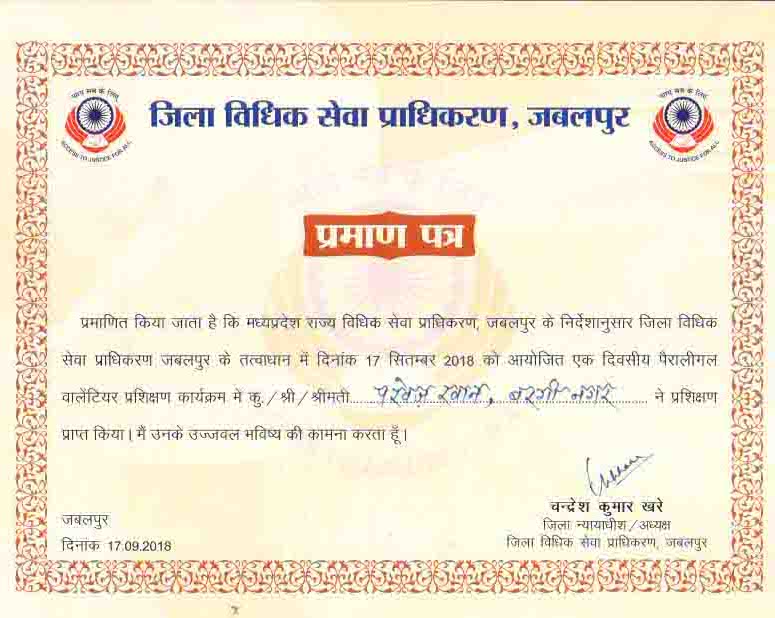 न्याय सब के लिए
ACCESS TO JUSTICE FOR ALL
जिला विधिक सेवा प्राधिकरण, जबलपुर
न्याय सब के लिए
ACCESS TO JUSTICE FOR ALL
प्रमाण पत्र
प्रमाणित किया जाता है कि मध्यप्रदेश राज्य विधिक सेवा प्राधिकरण, जबलपुर के निर्देशानुसार जिला विधिक
सेवा प्राधिकरण जबलपुर के तत्वाधान में दिनांक 17 सितम्बर 2018 को आयोजित एक दिवसीय पैरालीगल
वालेंटियर प्रशिक्षण कार्यक्रम में कु./श्री/श्रीमती.....परवेज़ खान, बरगी नगर..... ने प्रशिक्षण
प्राप्त किया। मैं उनके उज्जवल भविष्य की कामना करता हूँ।
चन्द्रेश कुमार खरे
जबलपुर
जिला न्यायाधीश/अध्यक्ष
दिनांक 17.09.2018
जिला विधिक सेवा प्राधिकरण, जबलपुर